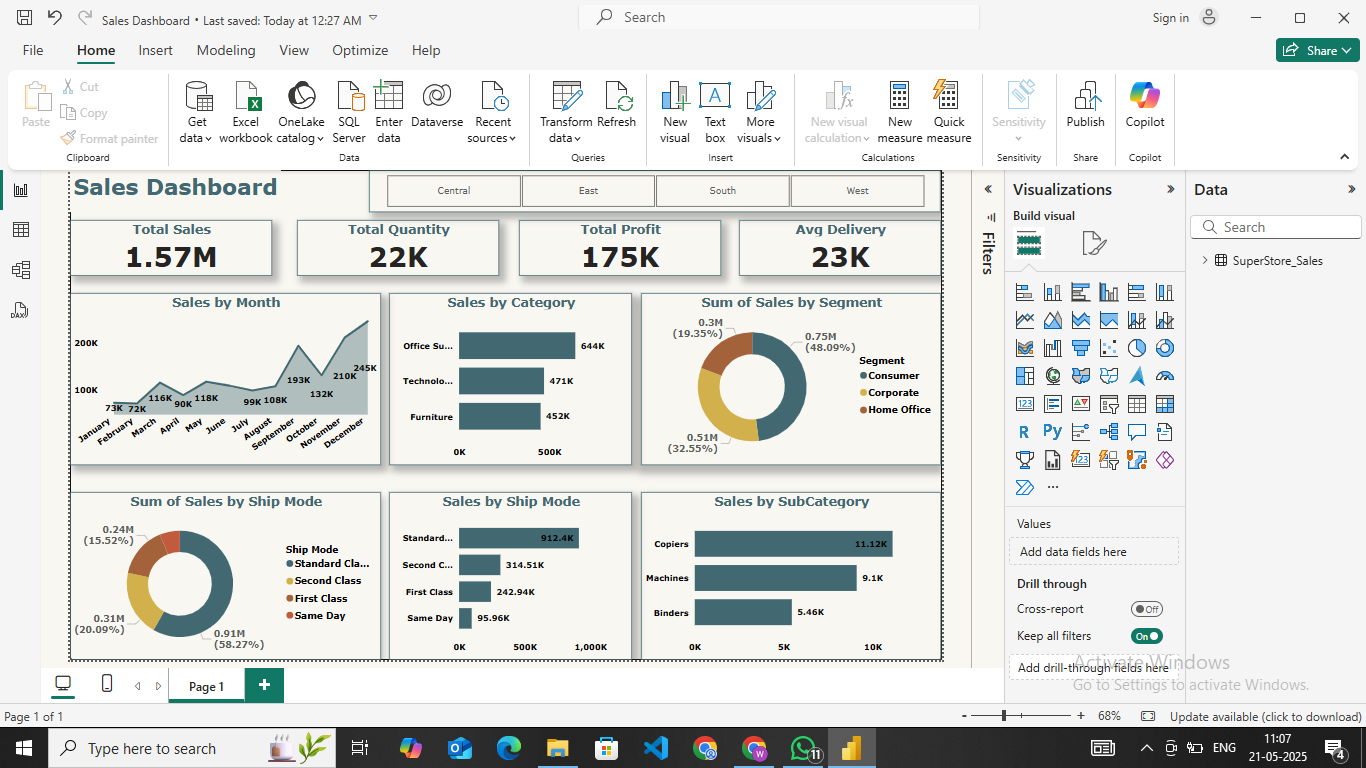 Sales Dashboard • Last saved: Today at 12:27 AM
Search
Sign in
File Home Insert Modeling View Optimize Help
Share
Paste
Cut
Copy
Format painter
Clipboard
Get data
Excel workbook
OneLake catalog
SQL Server
Enter data
Dataverse
Recent sources
Data
Transform data
Refresh
Queries
New visual
Text box
More visuals
Insert
New visual calculation
New measure
Quick measure
Calculations
Sensitivity
Sensitivity
Publish
Share
Copilot
Copilot
Sales Dashboard
Central East South West
Total Sales
1.57M
Total Quantity
22K
Total Profit
175K
Avg Delivery
23K
Sales by Month
200K
100K
73K 72K 116K 90K 118K 99K 108K 193K 132K 210K 245K
January February March April May June July August September October November December
Sales by Category
Office Su... 644K
Technolo... 471K
Furniture 452K
0K 500K
Sum of Sales by Segment
0.3M
(19.35%)
0.75M
(48.09%)
0.51M
(32.55%)
Segment
Consumer
Corporate
Home Office
Sum of Sales by Ship Mode
0.24M
(15.52%)
0.31M
(20.09%)
0.91M
(58.27%)
Ship Mode
Standard Cla...
Second Class
First Class
Same Day
Sales by Ship Mode
Standard... 912.4K
Second C... 314.51K
First Class 242.94K
Same Day 95.96K
0K 500K 1,000K
Sales by SubCategory
Copiers 11.12K
Machines 9.1K
Binders 5.46K
0K 5K 10K
Filters
Visualizations
Build visual
123
R Py
123
...
Values
Add data fields here
Drill through
Cross-report Off
Keep all filters On
Add drill-through fields here
Data
Search
SuperStore_Sales
Activate Windows
Go to Settings to activate Windows.
DAX
Page 1
Page 1 of 1
- + 68%
Update available (click to download)
Type here to search
W
11
ENG
11:07
21-05-2025
4